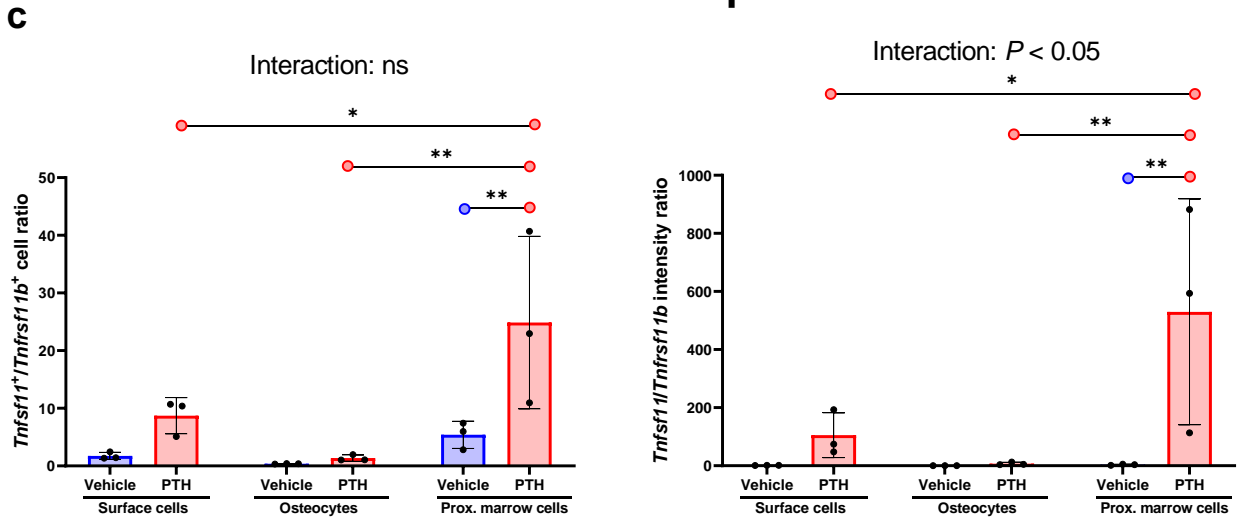 c
Interaction: ns
*
**
**
Tnfsf11+/Tnfrsf11b+ cell ratio
50
40
30
20
10
0
Vehicle PTH Vehicle PTH Vehicle PTH
Surface cells Osteocytes Prox. marrow cells
Interaction: P < 0.05
*
**
**
Tnfsf11/Tnfrsf11b intensity ratio
1000
800
600
400
200
0
Vehicle PTH Vehicle PTH Vehicle PTH
Surface cells Osteocytes Prox. marrow cells